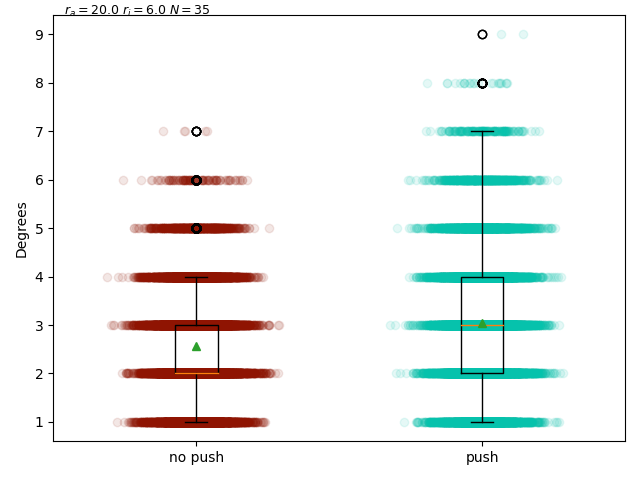 r_a = 20.0 r_i = 6.0 N = 35
9
8
7
6
5
4
3
2
1
Degrees
no push
push